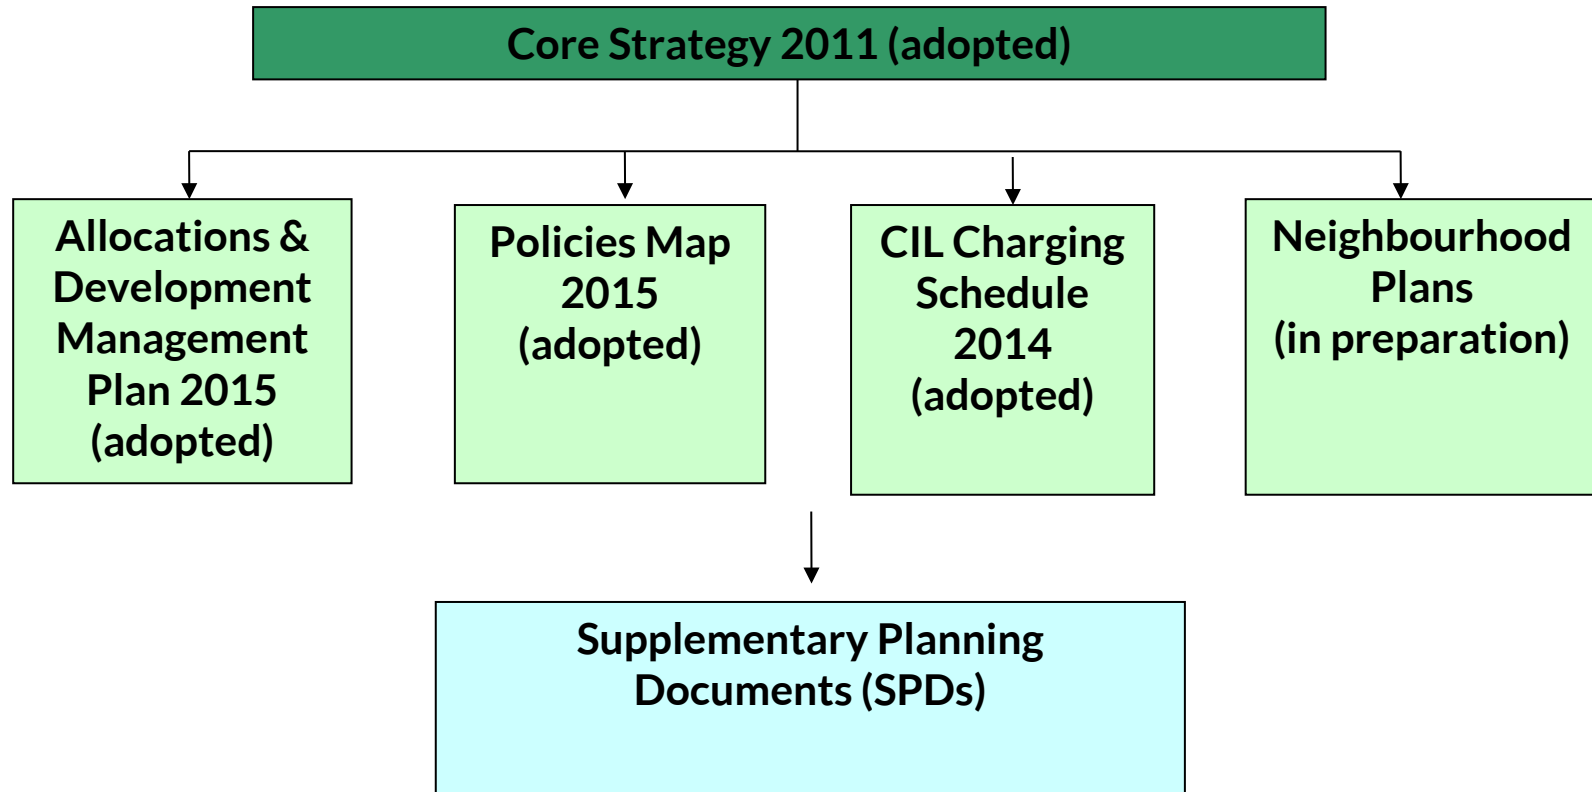 Core Strategy 2011 (adopted)
Allocations &
Development
Management
Plan 2015
(adopted)
Policies Map
2015
(adopted)
CIL Charging
Schedule
2014
(adopted)
Neighbourhood
Plans
(in preparation)
Supplementary Planning
Documents (SPDs)